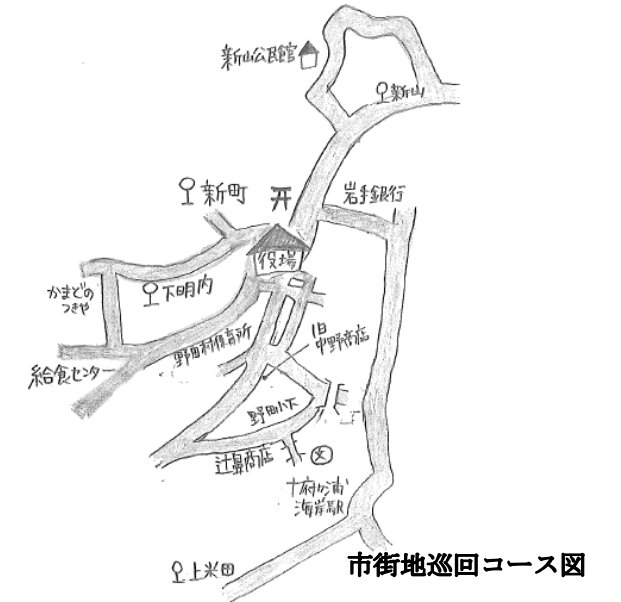 新山公民館
新山
新町
岩手銀行
役場
かまどの
つきや
下明内
旧
中野商店
野田村保育所
給食センター
野田小下
辻鼻商店
文
十府ヶ浦
海岸駅
上米田
市街地巡回コース図